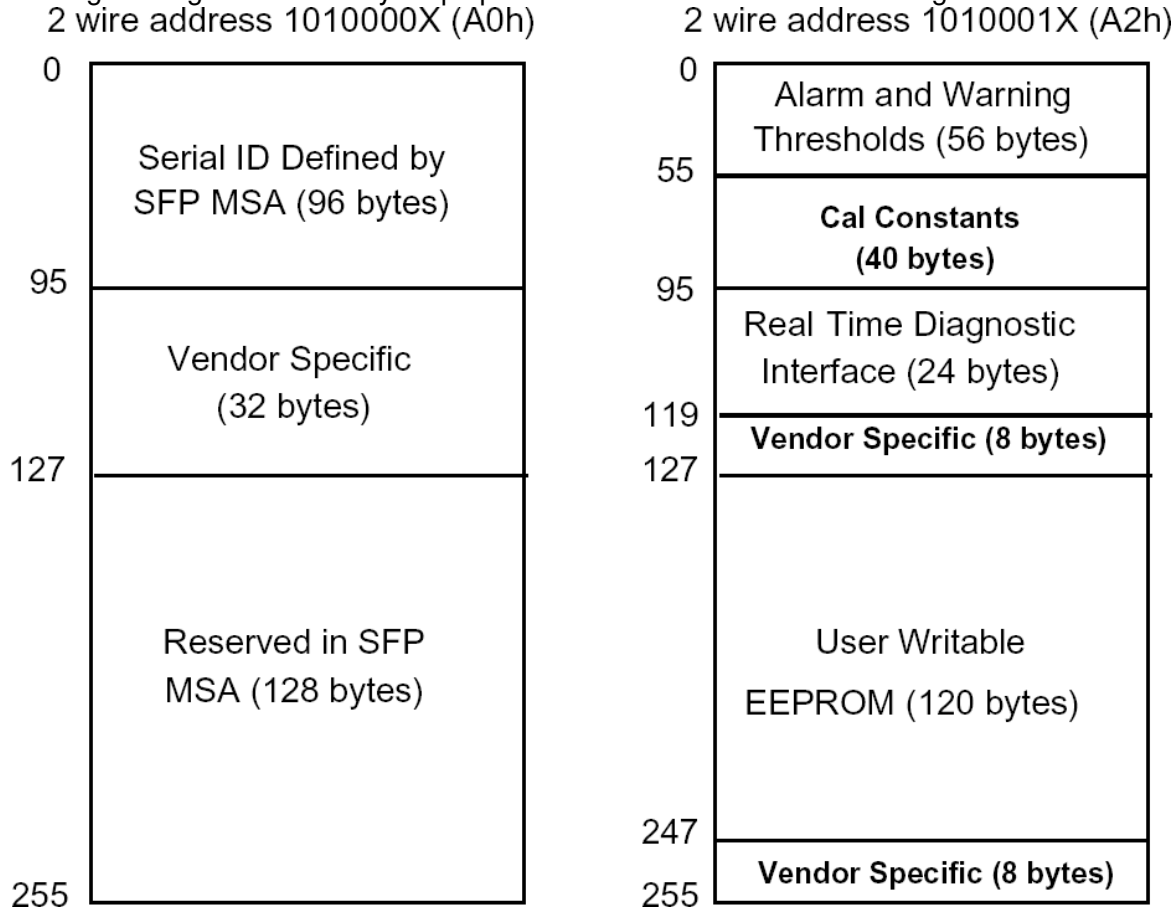 2 wire address 1010000X (A0h)
0
Serial ID Defined by
SFP MSA (96 bytes)
95
Vendor Specific
(32 bytes)
127
Reserved in SFP
MSA (128 bytes)
255
2 wire address 1010001X (A2h)
0
Alarm and Warning
Thresholds (56 bytes)
55
Cal Constants
(40 bytes)
95
Real Time Diagnostic
Interface (24 bytes)
119
Vendor Specific (8 bytes)
127
User Writable
EEPROM (120 bytes)
247
Vendor Specific (8 bytes)
255